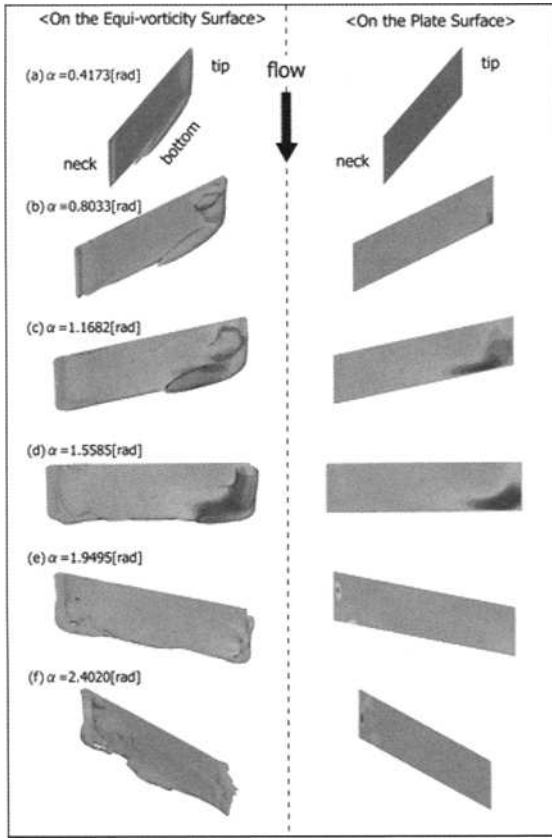 <On the Equi-vorticity Surface>
<On the Plate Surface>
(a) α=0.4173[rad]
tip
flow
tip
neck
bottom
neck
(b) α=0.8033[rad]
(c) α=1.1682[rad]
(d) α=1.5585[rad]
(e) α=1.9495[rad]
(f) α=2.4020[rad]